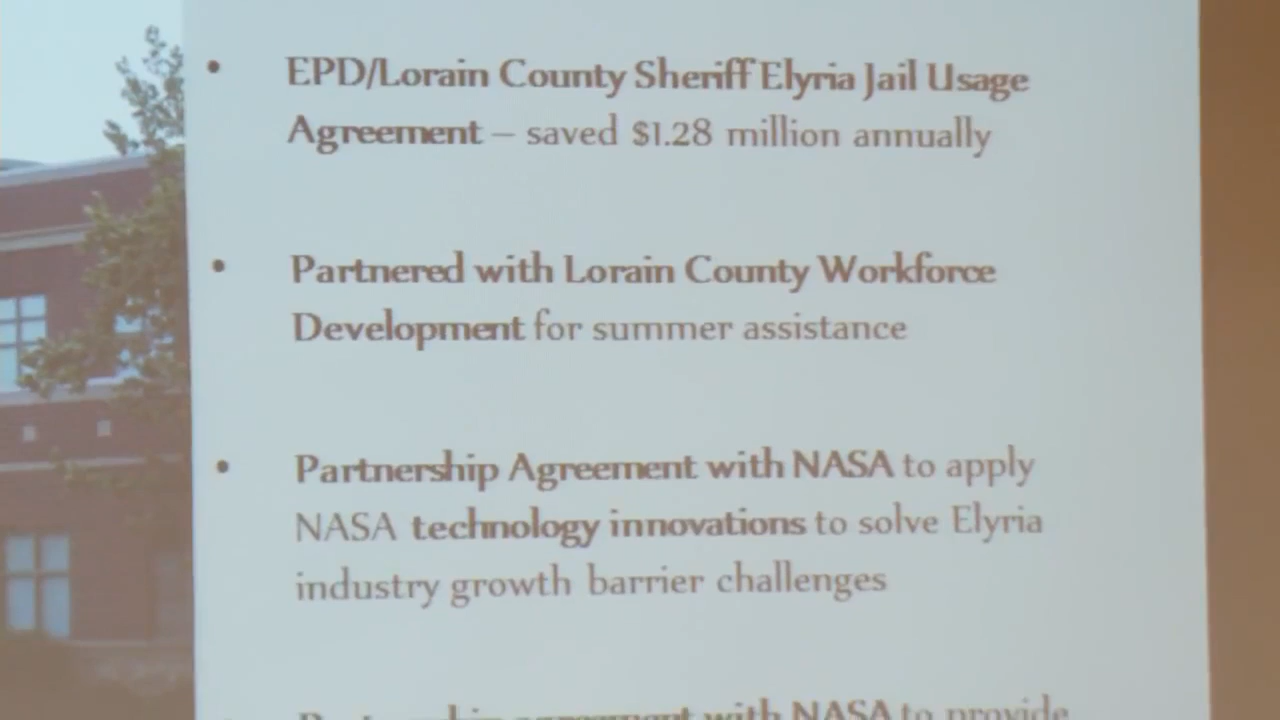 • EPD/Lorain County Sheriff Elyria Jail Usage
Agreement – saved $1.28 million annually
• Partnered with Lorain County Workforce
Development for summer assistance
• Partnership Agreement with NASA to apply
NASA technology innovations to solve Elyria
industry growth barrier challenges
Partnership agreement with NASA to provide